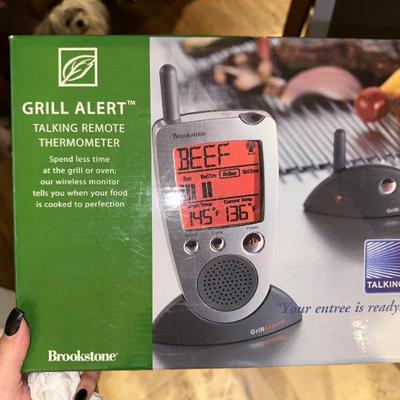 GRILL ALERT™
TALKING REMOTE
THERMOMETER
Spend less time
at the grill or oven;
our wireless monitor
tells you when your food
is cooked to perfection
Brookstone
Brookstone
BEEF
Rare Med Rare Medium Well Done
Target Temp Current Temp
145°F 136°F
Select Cook Power
GrillAlert
Grill
TALKING
"Your entree is ready